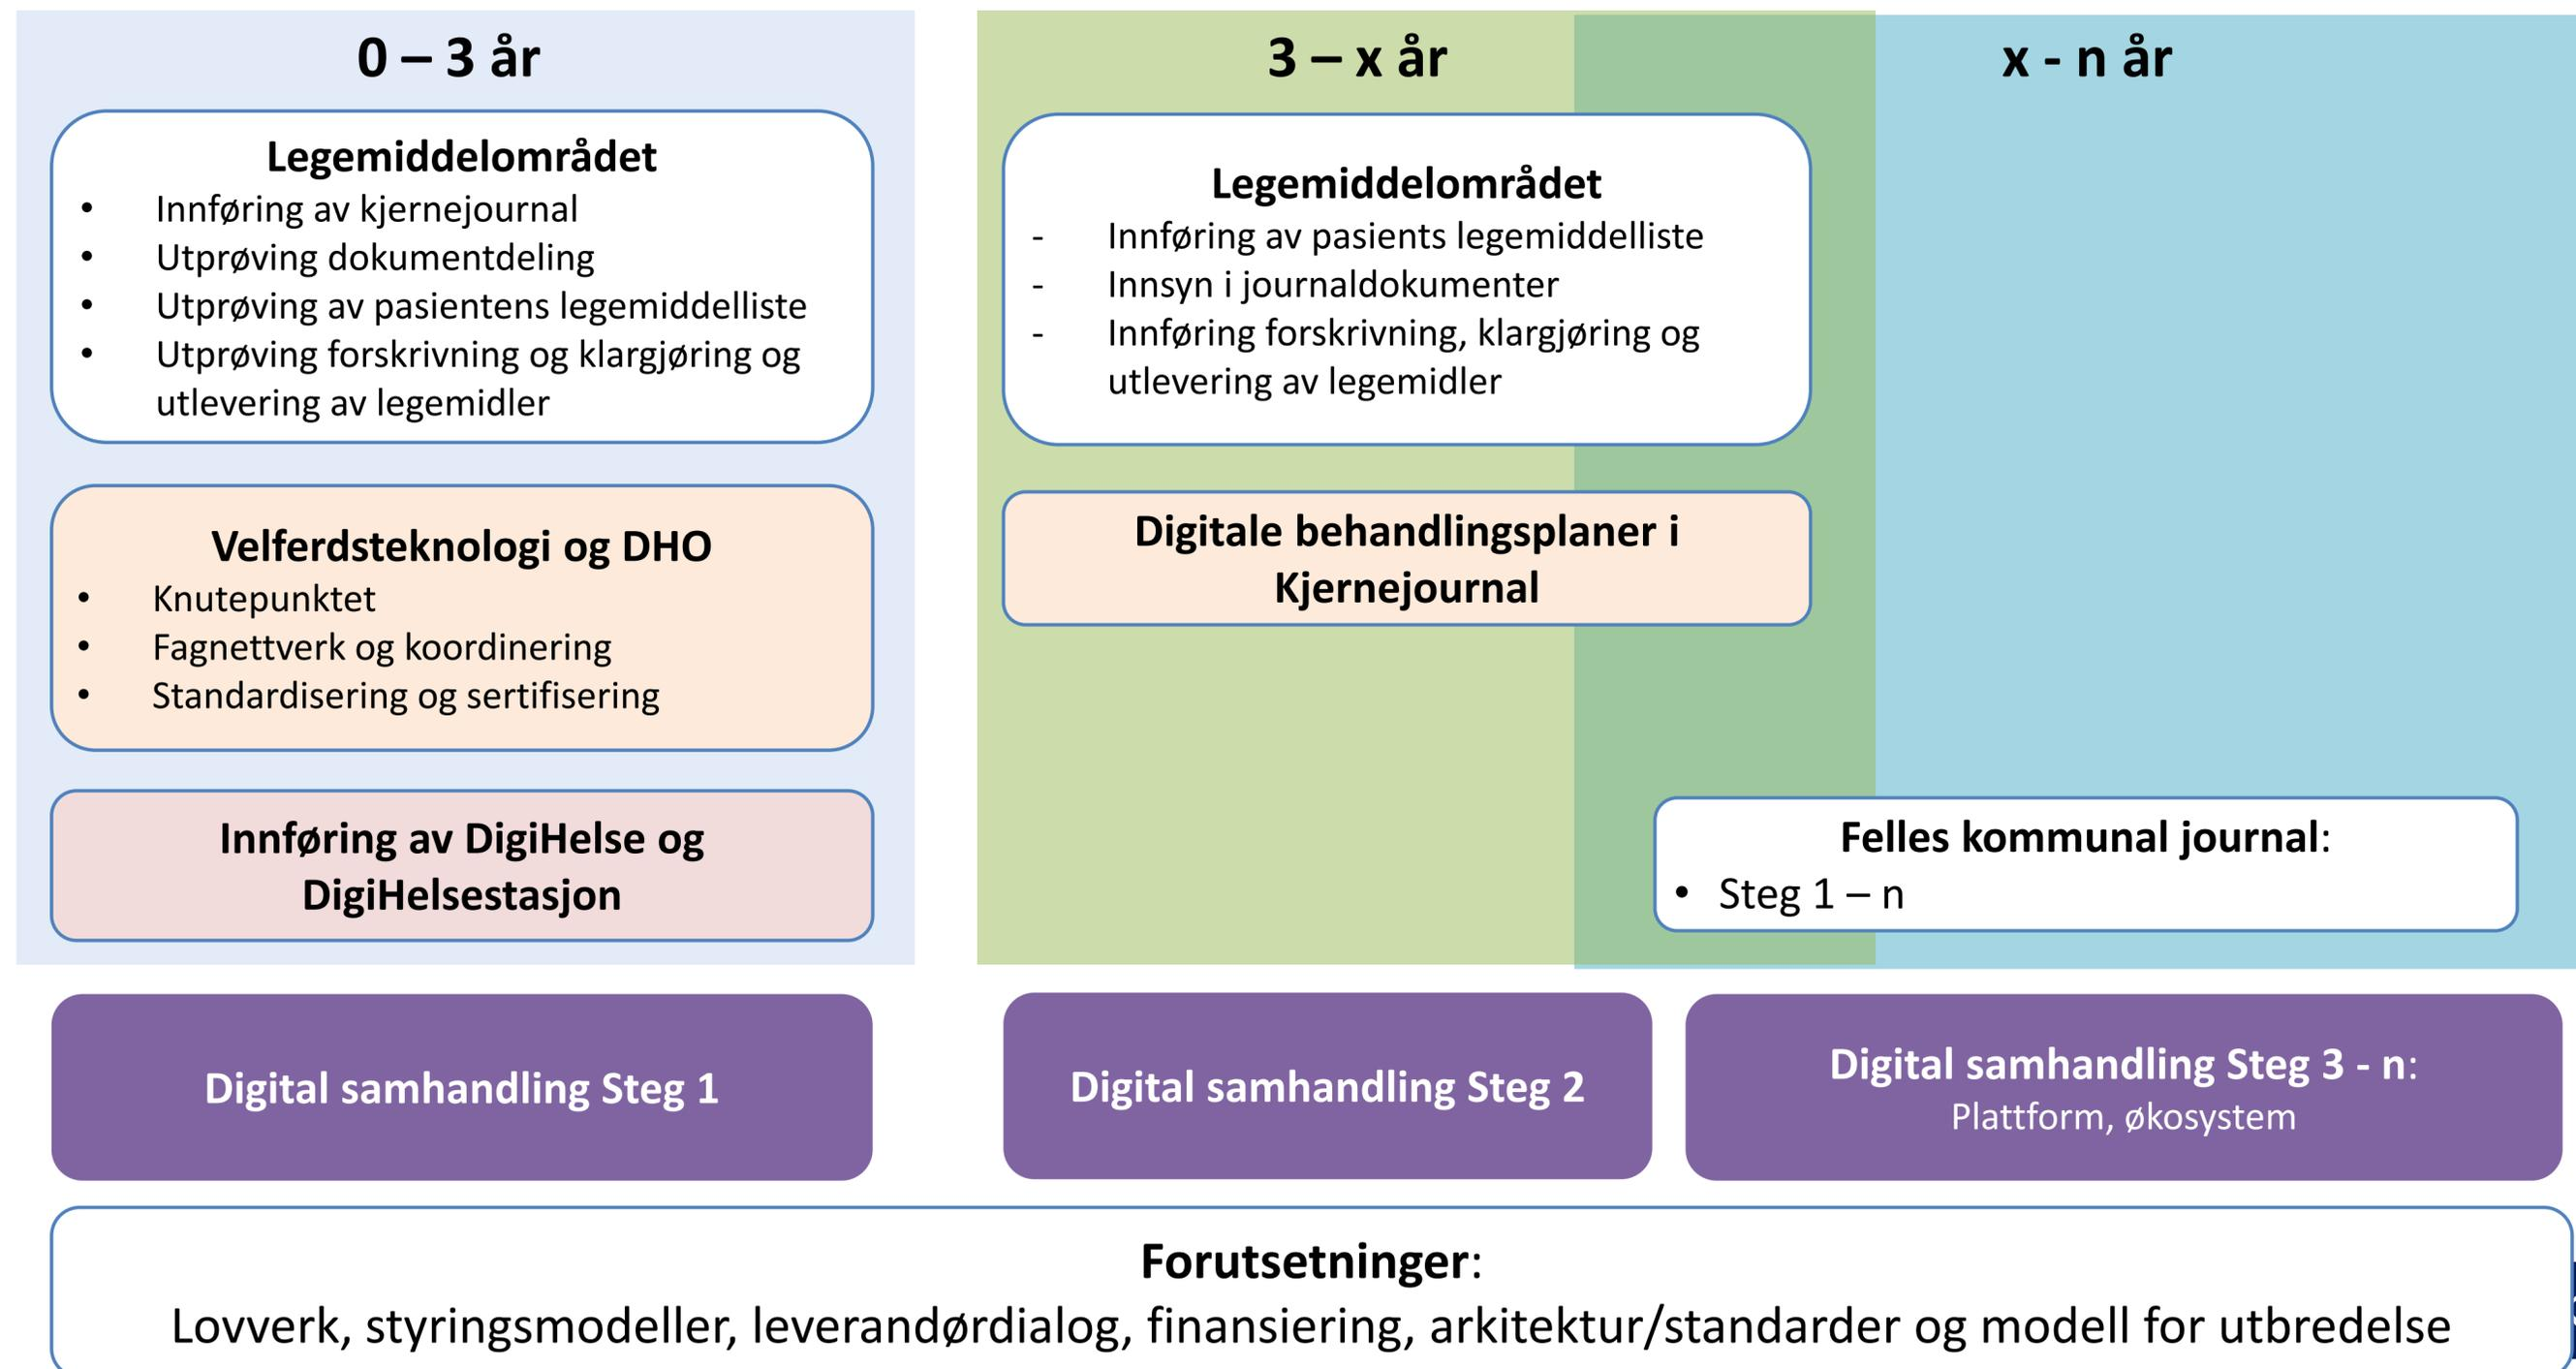 0 – 3 år
Legemiddelområdet
• Innføring av kjernejournal
• Utprøving dokumentdeling
• Utprøving av pasientens legemiddelliste
• Utprøving forskrivning og klargjøring og
utlevering av legemidler
Velferdsteknologi og DHO
• Knutepunktet
• Fagnettverk og koordinering
• Standardisering og sertifisering
Innføring av DigiHelse og
DigiHelsestasjon
3 – x år
Legemiddelområdet
- Innføring av pasients legemiddelliste
- Innsyn i journaldokumenter
- Innføring forskrivning, klargjøring og
utlevering av legemidler
Digitale behandlingsplaner i
Kjernejournal
x - n år
Felles kommunal journal:
• Steg 1 – n
Digital samhandling Steg 1
Digital samhandling Steg 2
Digital samhandling Steg 3 - n:
Plattform, økosystem
Forutsetninger:
Lovverk, styringsmodeller, leverandørdialog, finansiering, arkitektur/standarder og modell for utbredelse